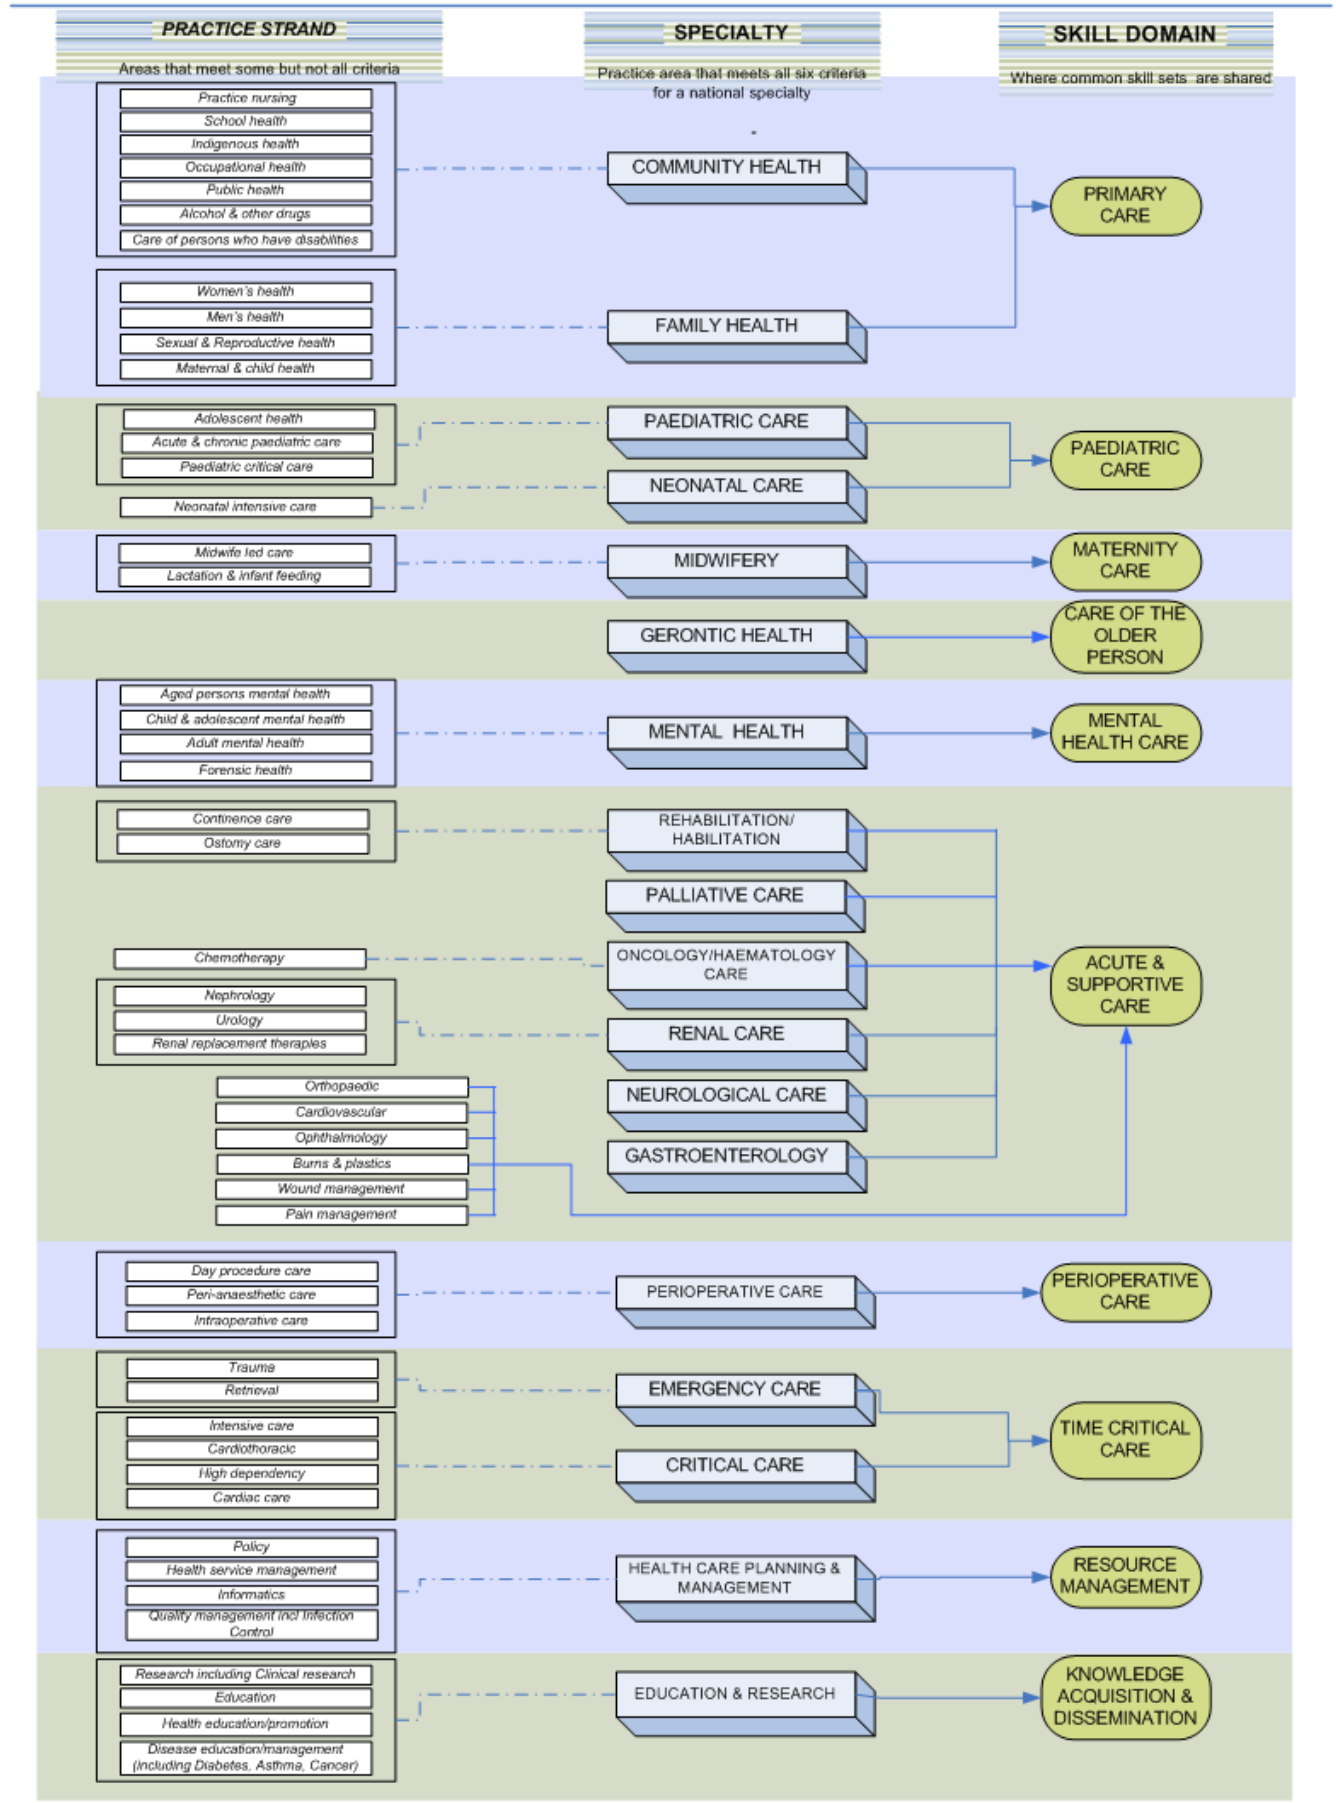 PRACTICE STRAND
Areas that meet some but not all criteria
SPECIALTY
Practice area that meets all six criteria
for a national specialty
SKILL DOMAIN
Where common skill sets are shared
Practice nursing
School health
Indigenous health
Occupational health
Public health
Alcohol & other drugs
Care of persons who have disabilities
COMMUNITY HEALTH
PRIMARY
CARE
Women's health
Men's health
Sexual & Reproductive health
Maternal & child health
FAMILY HEALTH
Adolescent health
Acute & chronic paediatric care
Paediatric critical care
Neonatal intensive care
PAEDIATRIC CARE
NEONATAL CARE
PAEDIATRIC
CARE
Midwife led care
Lactation & infant feeding
MIDWIFERY
MATERNITY
CARE
GERONTIC HEALTH
CARE OF THE
OLDER
PERSON
Aged persons mental health
Child & adolescent mental health
Adult mental health
Forensic health
MENTAL HEALTH
MENTAL
HEALTH CARE
Continence care
Ostomy care
REHABILITATION/
HABILITATION
PALLIATIVE CARE
Chemotherapy
ONCOLOGY/HAEMATOLOGY
CARE
ACUTE &
SUPPORTIVE
CARE
Nephrology
Urology
Renal replacement therapies
RENAL CARE
Orthopaedic
Cardiovascular
Ophthalmology
Burns & plastics
Wound management
Pain management
NEUROLOGICAL CARE
GASTROENTEROLOGY
Day procedure care
Peri-anaesthetic care
Intraoperative care
PERIOPERATIVE CARE
PERIOPERATIVE
CARE
Trauma
Retrieval
EMERGENCY CARE
Intensive care
Cardiothoracic
High dependency
Cardiac care
CRITICAL CARE
TIME CRITICAL
CARE
Policy
Health service management
Informatics
Quality management incl Infection
Control
HEALTH CARE PLANNING &
MANAGEMENT
RESOURCE
MANAGEMENT
Research including Clinical research
Education
Health education/promotion
Disease education/management
(including Diabetes, Asthma, Cancer)
EDUCATION & RESEARCH
KNOWLEDGE
ACQUISITION &
DISSEMINATION